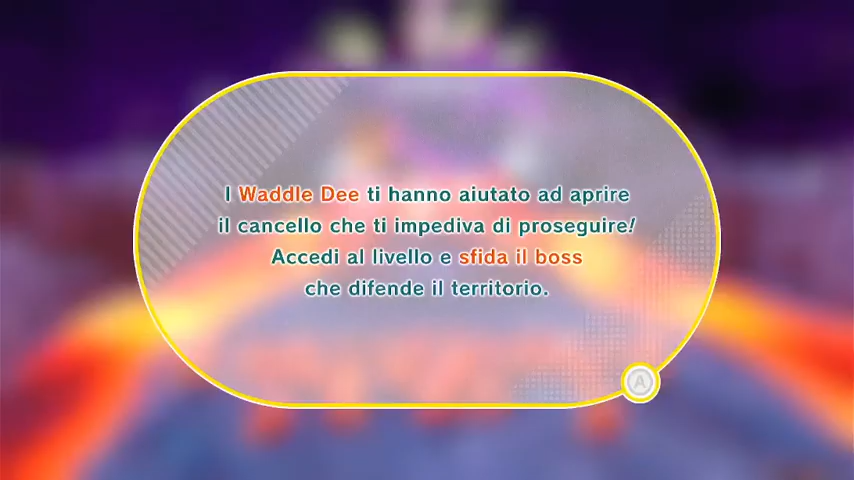 I Waddle Dee ti hanno aiutato ad aprire
il cancello che ti impediva di proseguire!
Accedi al livello e sfida il boss
che difende il territorio.
A